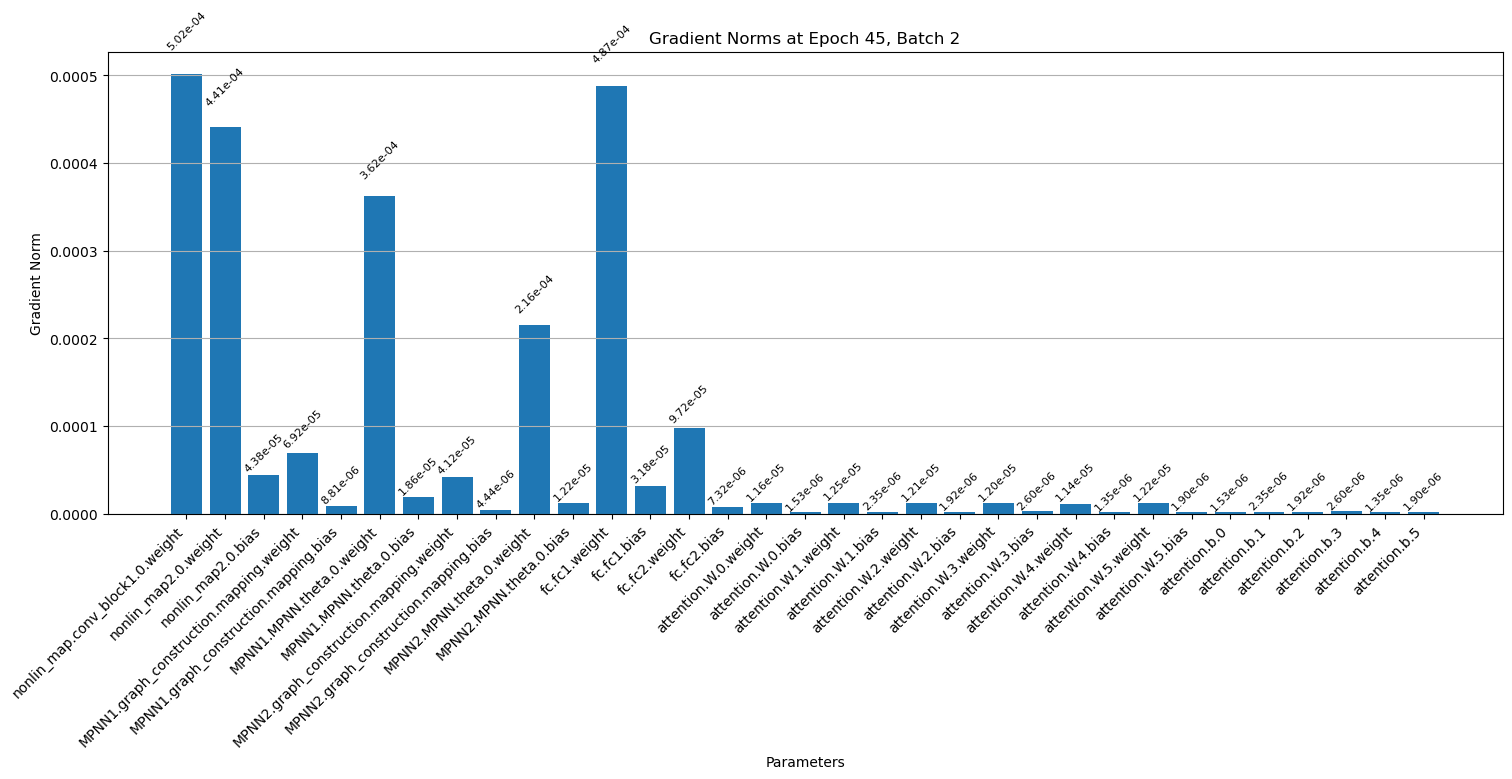 Gradient Norms at Epoch 45, Batch 2
Gradient Norm
0.0005
0.0004
0.0003
0.0002
0.0001
0.0000
5.02e-04
4.41e-04
4.38e-05
6.92e-05
8.81e-06
3.62e-04
1.86e-05
4.12e-05
4.44e-06
2.16e-04
1.22e-05
4.87e-04
3.18e-05
9.72e-05
7.32e-06
1.16e-05
1.53e-06
1.25e-05
2.35e-06
1.21e-05
1.92e-06
1.20e-05
2.60e-06
1.14e-05
1.35e-06
1.22e-05
1.90e-06
1.53e-06
2.35e-06
1.92e-06
2.60e-06
1.35e-06
1.90e-06
nonlin_map.conv_block1.0.weight
nonlin_map2.0.weight
nonlin_map2.0.bias
MPNN1.graph_construction.mapping.weight
MPNN1.graph_construction.mapping.bias
MPNN1.MPNN.theta.0.weight
MPNN1.MPNN.theta.0.bias
MPNN2.graph_construction.mapping.weight
MPNN2.graph_construction.mapping.bias
MPNN2.MPNN.theta.0.weight
MPNN2.MPNN.theta.0.bias
fc.fc1.weight
fc.fc1.bias
fc.fc2.weight
fc.fc2.bias
attention.W.0.weight
attention.W.0.bias
attention.W.1.weight
attention.W.1.bias
attention.W.2.weight
attention.W.2.bias
attention.W.3.weight
attention.W.3.bias
attention.W.4.weight
attention.W.4.bias
attention.W.5.weight
attention.W.5.bias
attention.b.0
attention.b.1
attention.b.2
attention.b.3
attention.b.4
attention.b.5
Parameters